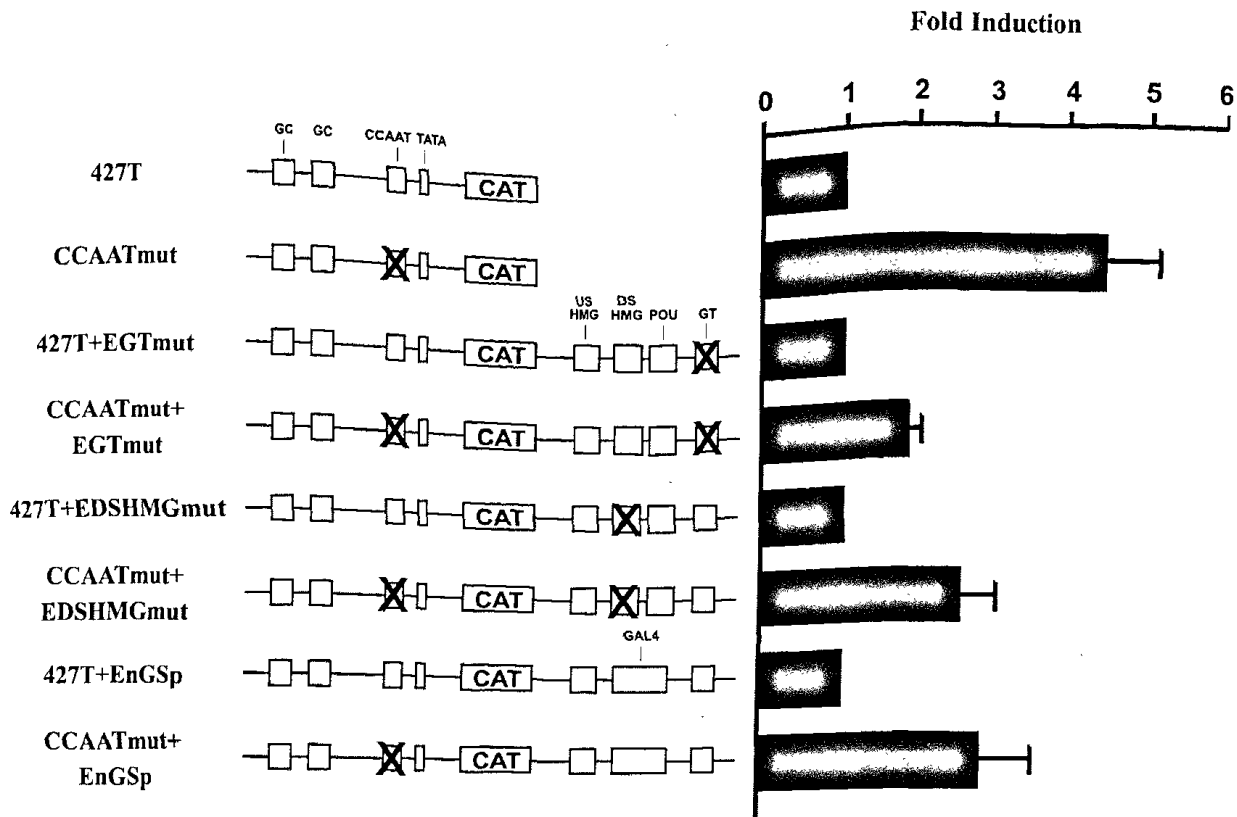 Fold Induction
0 1 2 3 4 5 6
GC GC CCAAT TATA
427T
CAT
CCAATmut
X CAT
US HMG DS HMG POU GT
427T+EGTmut
CAT X
CCAATmut+
EGTmut
X CAT X
427T+EDSHMGmut
CAT X
CCAATmut+
EDSHMGmut
X CAT X
GAL4
427T+EnGSp
CAT
CCAATmut+
EnGSp
X CAT